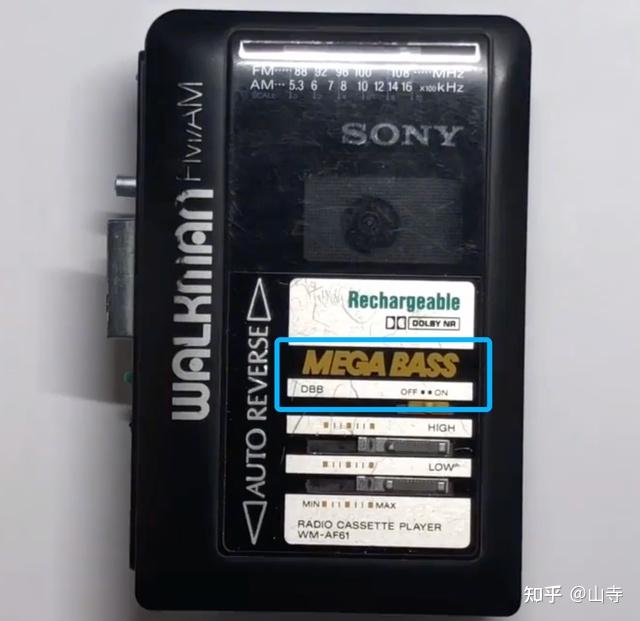 FM 88 92 96 100 108 MHz
AM 5.3 6 7 8 10 12 14 16 x100kHz
SCALE
SONY
WALKMAN FM/AM
AUTO REVERSE
Rechargeable
DOLBY NR
MEGA BASS
DBB OFF ON
HIGH
LOW
MIN MAX
RADIO CASSETTE PLAYER
WM-AF61
知乎 @山寺